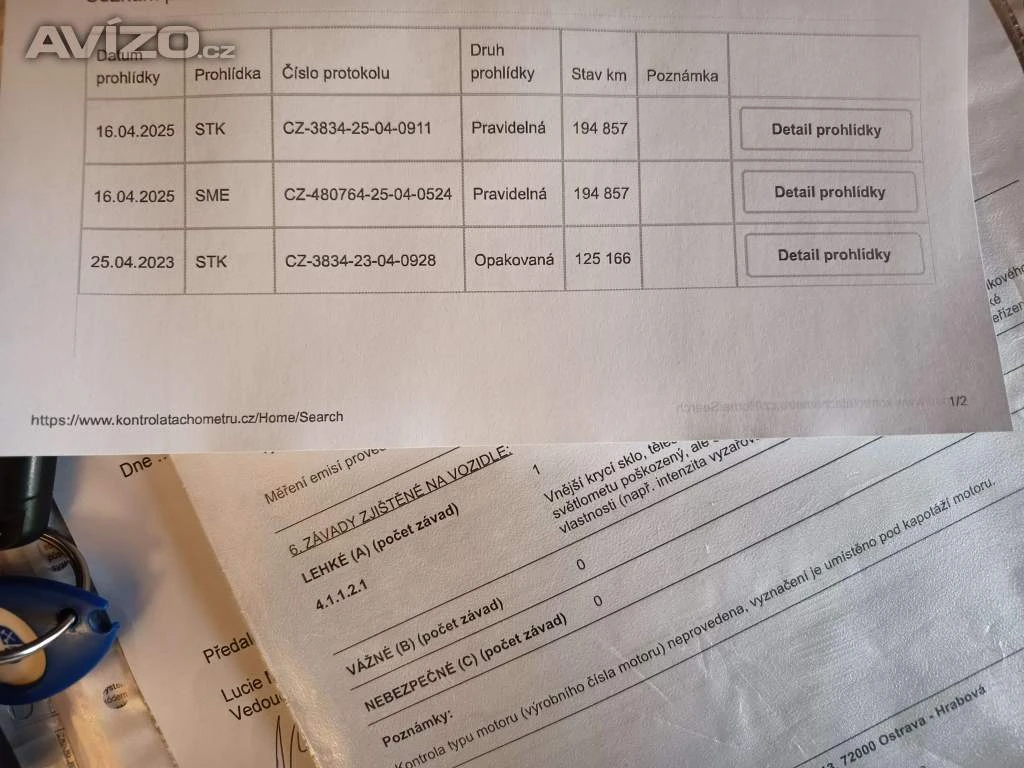 AVÍZO.cz
Datum prohlídky Prohlídka Číslo protokolu Druh prohlídky Stav km Poznámka
16.04.2025 STK CZ-3834-25-04-0911 Pravidelná 194 857 Detail prohlídky
16.04.2025 SME CZ-480764-25-04-0524 Pravidelná 194 857 Detail prohlídky
25.04.2023 STK CZ-3834-23-04-0928 Opakovaná 125 166 Detail prohlídky
1/2
https://www.kontrolatachometru.cz/Home/Search
Dne ..
Měření emisí
6. ZÁVADY ZJIŠTĚNÉ NA VOZIDLE:
LEHKÉ (A) (počet závad) 1
4.1.1.2.1 Vnější krycí sklo,
světlometu poškozený, ale
vlastností (např. intenzita
VÁŽNÉ (B) (počet závad) 0
NEBEZPEČNÉ (C) (počet závad) 0
Poznámky:
Kontrola typu motoru (výrobního čísla motoru) neprovedena, vyznačení je umistěno pod kapotáží motoru.
72000 Ostrava - Hrabová
Předal
Lucie